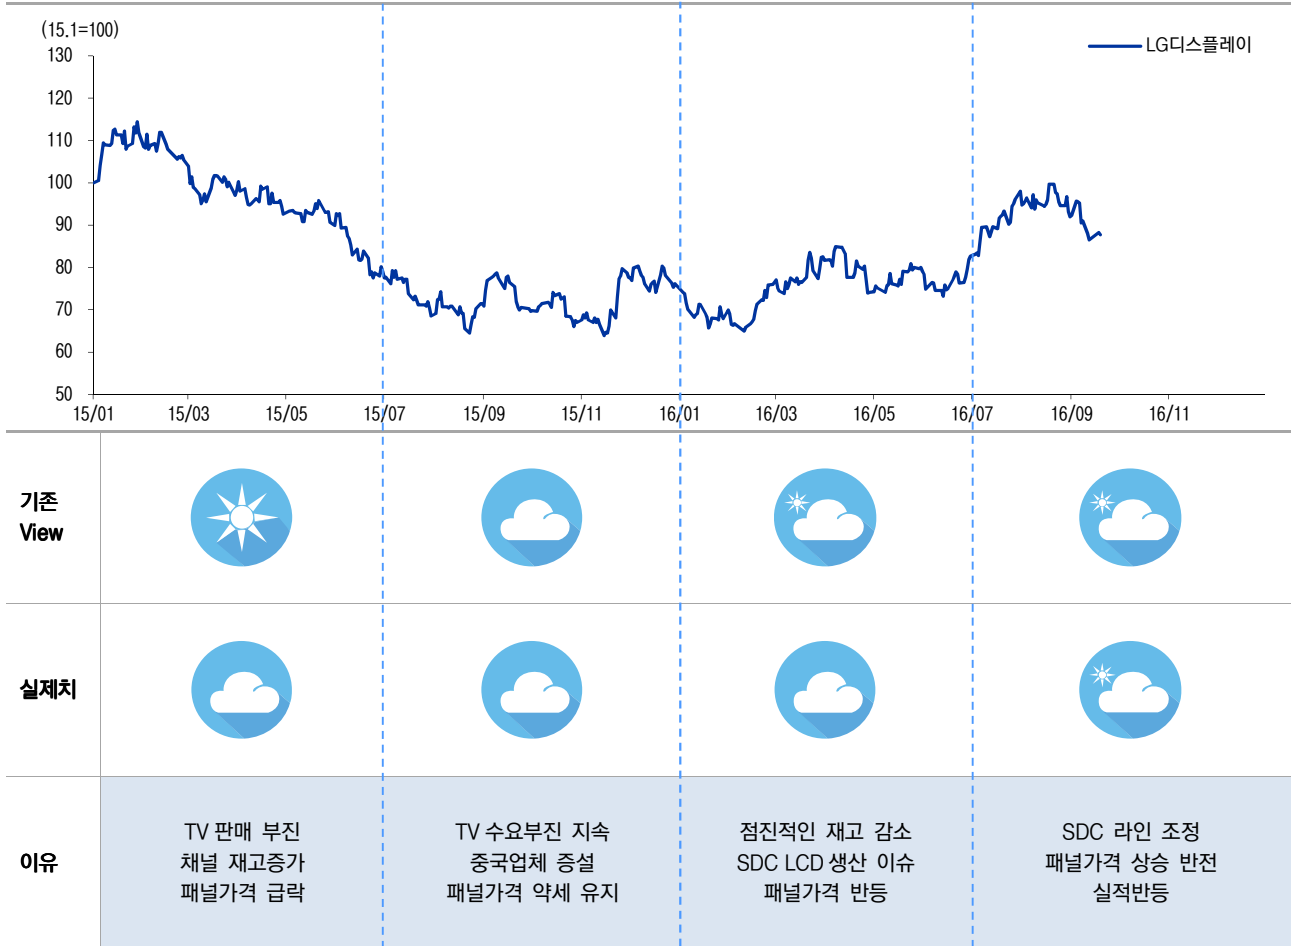 (15.1=100)
LG디스플레이
130
120
110
100
90
80
70
60
50
15/01
15/03
15/05
15/07
15/09
15/11
16/01
16/03
16/05
16/07
16/09
16/11
기존
View
실제치
이유
TV 판매 부진
채널 재고증가
패널가격 급락
TV 수요부진 지속
중국업체 증설
패널가격 약세 유지
점진적인 재고 감소
SDC LCD 생산 이슈
패널가격 반등
SDC 라인 조정
패널가격 상승 반전
실적반등